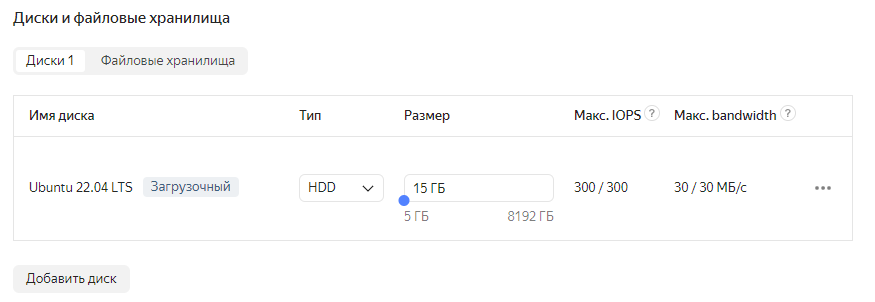 Диски и файловые хранилища
Диски 1 Файловые хранилища
Имя диска Тип Размер Макс. IOPS ? Макс. bandwidth ?
Ubuntu 22.04 LTS Загрузочный HDD 15 ГБ 300 / 300 30 / 30 МБ/с
5 ГБ 8192 ГБ
Добавить диск